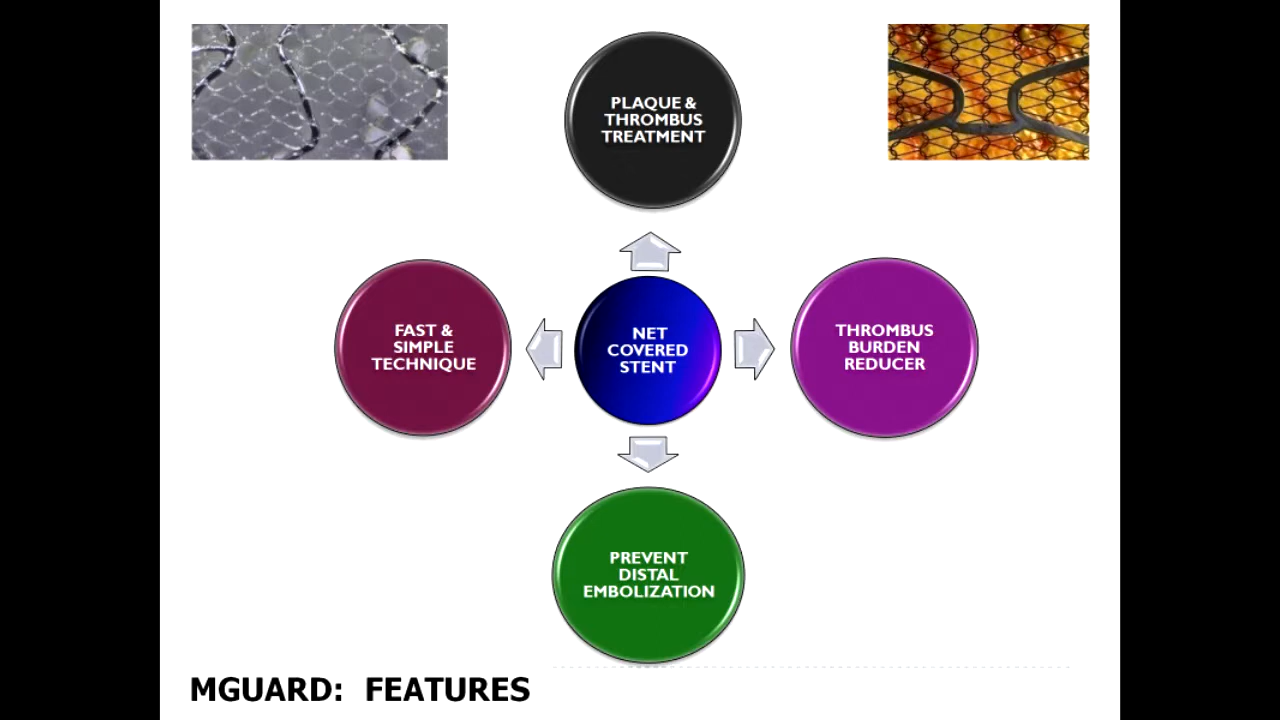 PLAQUE &
THROMBUS
TREATMENT
FAST &
SIMPLE
TECHNIQUE
NET
COVERED
STENT
THROMBUS
BURDEN
REDUCER
PREVENT
DISTAL
EMBOLIZATION
MGUARD:  FEATURES